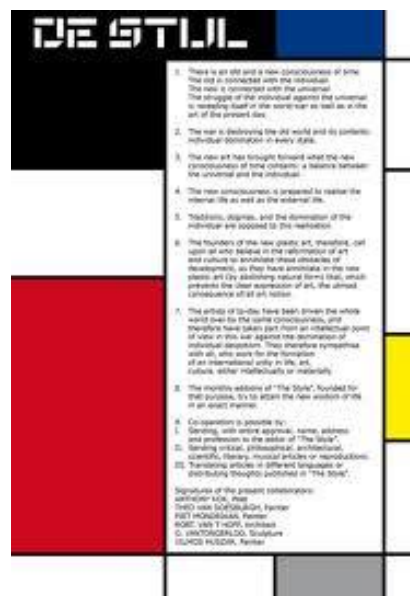 DE STIJL
1. There is an old and a new consciousness of time.
The old is connected with the individual.
The new is connected with the universal.
The struggle of the individual against the universal
is revealing itself in the world-war as well as in the
art of the present day.
2. The war is destroying the old world and its contents:
individual domination in every state.
3. The new art has brought forward what the new
consciousness of time contains: a balance between
the universal and the individual.
4. The new consciousness is prepared to realise the
internal life as well as the external life.
5. Traditions, dogmas, and the domination of the
individual are opposed to this realisation.
6. The founders of the new plastic art, therefore, call
upon all who believe in the reformation of art
and culture to annihilate these obstacles of
development, as they have annihilate in the new
plastic art (by abolishing natural form) that, which
prevents the clear expression of art, the utmost
consequence of all art notion.
7. The artists of to-day have been driven the whole
world over by the same consciousness, and
therefore have taken part from an intellectual point
of view in this war against the domination of
individual despotism. They therefore sympathise
with all, who work for the formation
of an international unity in life, art,
culture, either intellectually or materially.
8. The monthly editions of "The Style", founded for
that purpose, try to attain the new wisdom of life
in an exact manner.
9. Co-operation is possible by:
I. Sending, with entire approval, name, address
and profession to the editor of "The Style".
II. Sending critical, philosophical, architectural,
scientific, literary, musical articles or reproductions.
III. Translating articles in different languages or
distributing thoughts published in "The Style".
Signatures of the present collaborators:
ANTHONY KOK, Poet
THEO VAN DOESBURGH, Painter
PIET MONDRIAAN, Painter
ROBT. VAN T HOFF, Architect
G. VANTONGERLOO, Sculpture
VILMOS HUSZAR, Painter